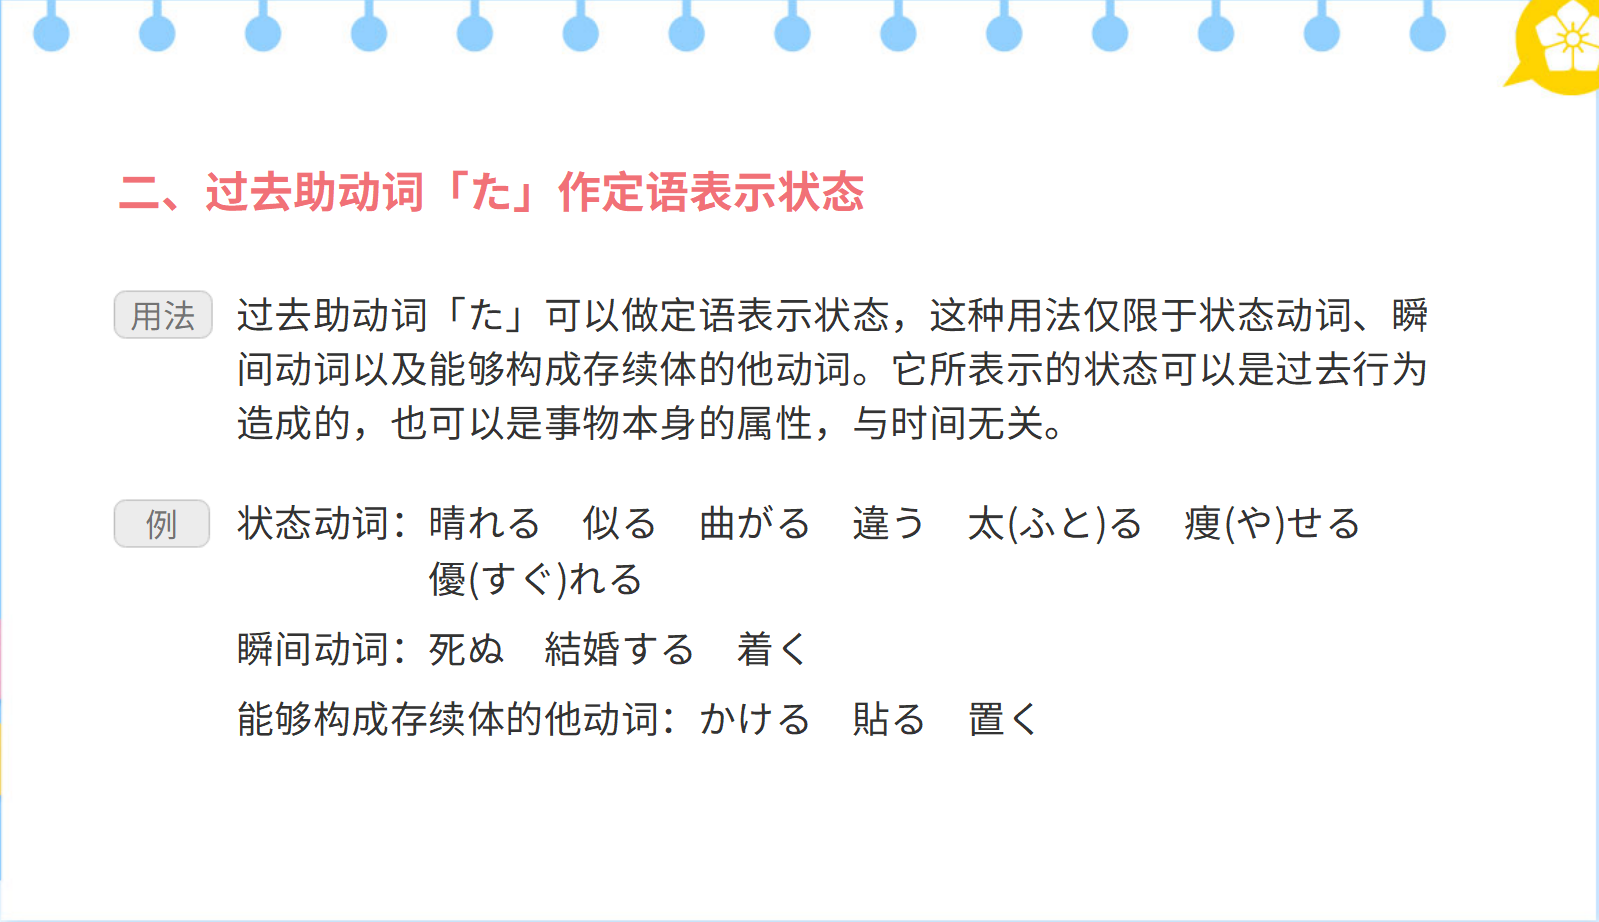 二、过去助动词「た」作定语表示状态
用法 过去助动词「た」可以做定语表示状态，这种用法仅限于状态动词、瞬
间动词以及能够构成存续体的他动词。它所表示的状态可以是过去行为
造成的，也可以是事物本身的属性，与时间无关。
例 状态动词：晴れる　似る　曲がる　違う　太(ふと)る　痩(や)せる
優(すぐ)れる
瞬间动词：死ぬ　結婚する　着く
能够构成存续体的他动词：かける　貼る　置く